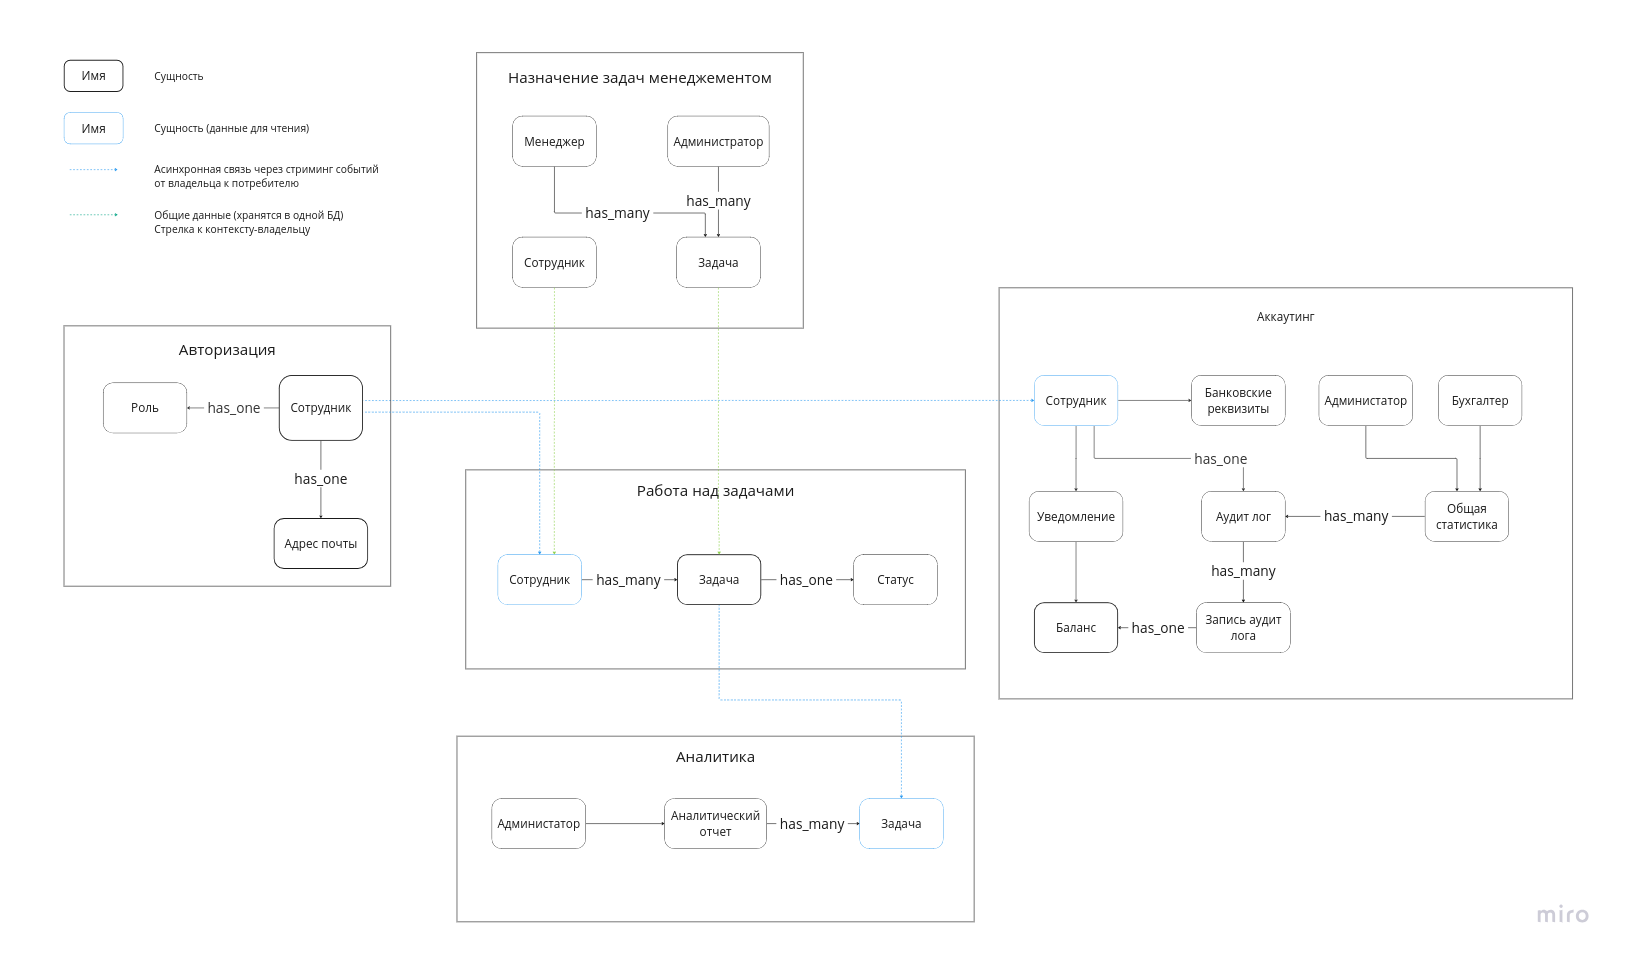 Имя
Сущность
Имя
Сущность (данные для чтения)
Асинхронная связь через стриминг событий
от владельца к потребителю
Общие данные (хранятся в одной БД)
Стрелка к контексту-владельцу
Назначение задач менеджементом
Менеджер
Администратор
has_many
has_many
Сотрудник
Задача
Авторизация
Роль
has_one
Сотрудник
has_one
Адрес почты
Аккаутинг
Сотрудник
Банковские
реквизиты
Администатор
Бухгалтер
has_one
Уведомление
Аудит лог
has_many
Общая
статистика
has_many
Баланс
has_one
Запись аудит
лога
Работа над задачами
Сотрудник
has_many
Задача
has_one
Статус
Аналитика
Администатор
Аналитический
отчет
has_many
Задача
miro